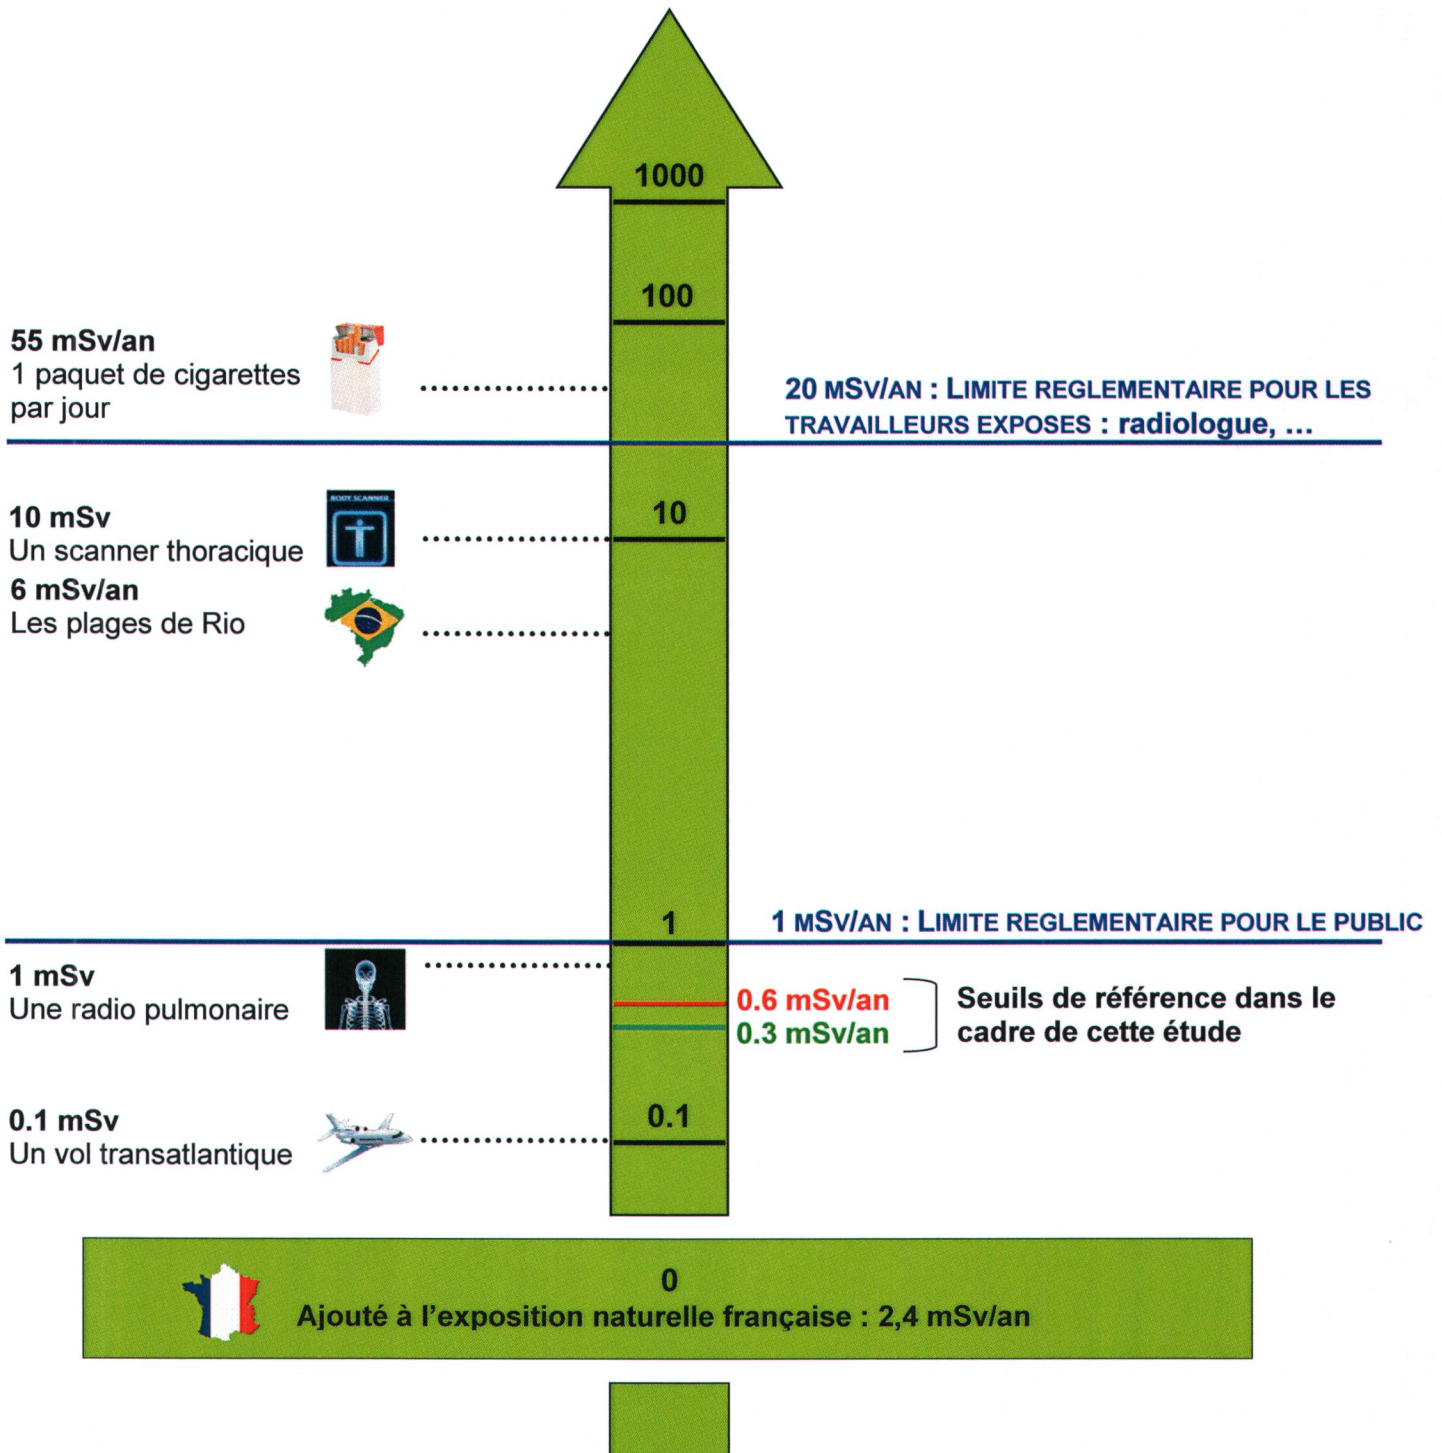 1000
100
55 mSv/an
1 paquet de cigarettes
par jour
20 MSV/AN : LIMITE REGLEMENTAIRE POUR LES
TRAVAILLEURS EXPOSES : radiologue, ...
BODY SCANNER
10 mSv
Un scanner thoracique
10
6 mSv/an
Les plages de Rio
1
1 MSV/AN : LIMITE REGLEMENTAIRE POUR LE PUBLIC
1 mSv
Une radio pulmonaire
0.6 mSv/an
0.3 mSv/an
Seuils de référence dans le
cadre de cette étude
0.1 mSv
Un vol transatlantique
0.1
0
Ajouté à l'exposition naturelle française : 2,4 mSv/an